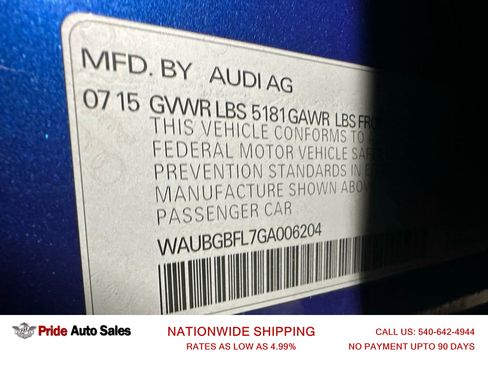 MFD. BY AUDI AG
07 15 GVWR LBS 5181 GAWR LBS
THIS VEHICLE CONFORMS TO
FEDERAL MOTOR VEHICLE
PREVENTION STANDARDS IN
MANUFACTURE SHOWN
PASSENGER CAR
WAUBGBFL7GA006204
Pride Auto Sales
NATIONWIDE SHIPPING
RATES AS LOW AS 4.99%
CALL US: 540-642-4944
NO PAYMENT UPTO 90 DAYS